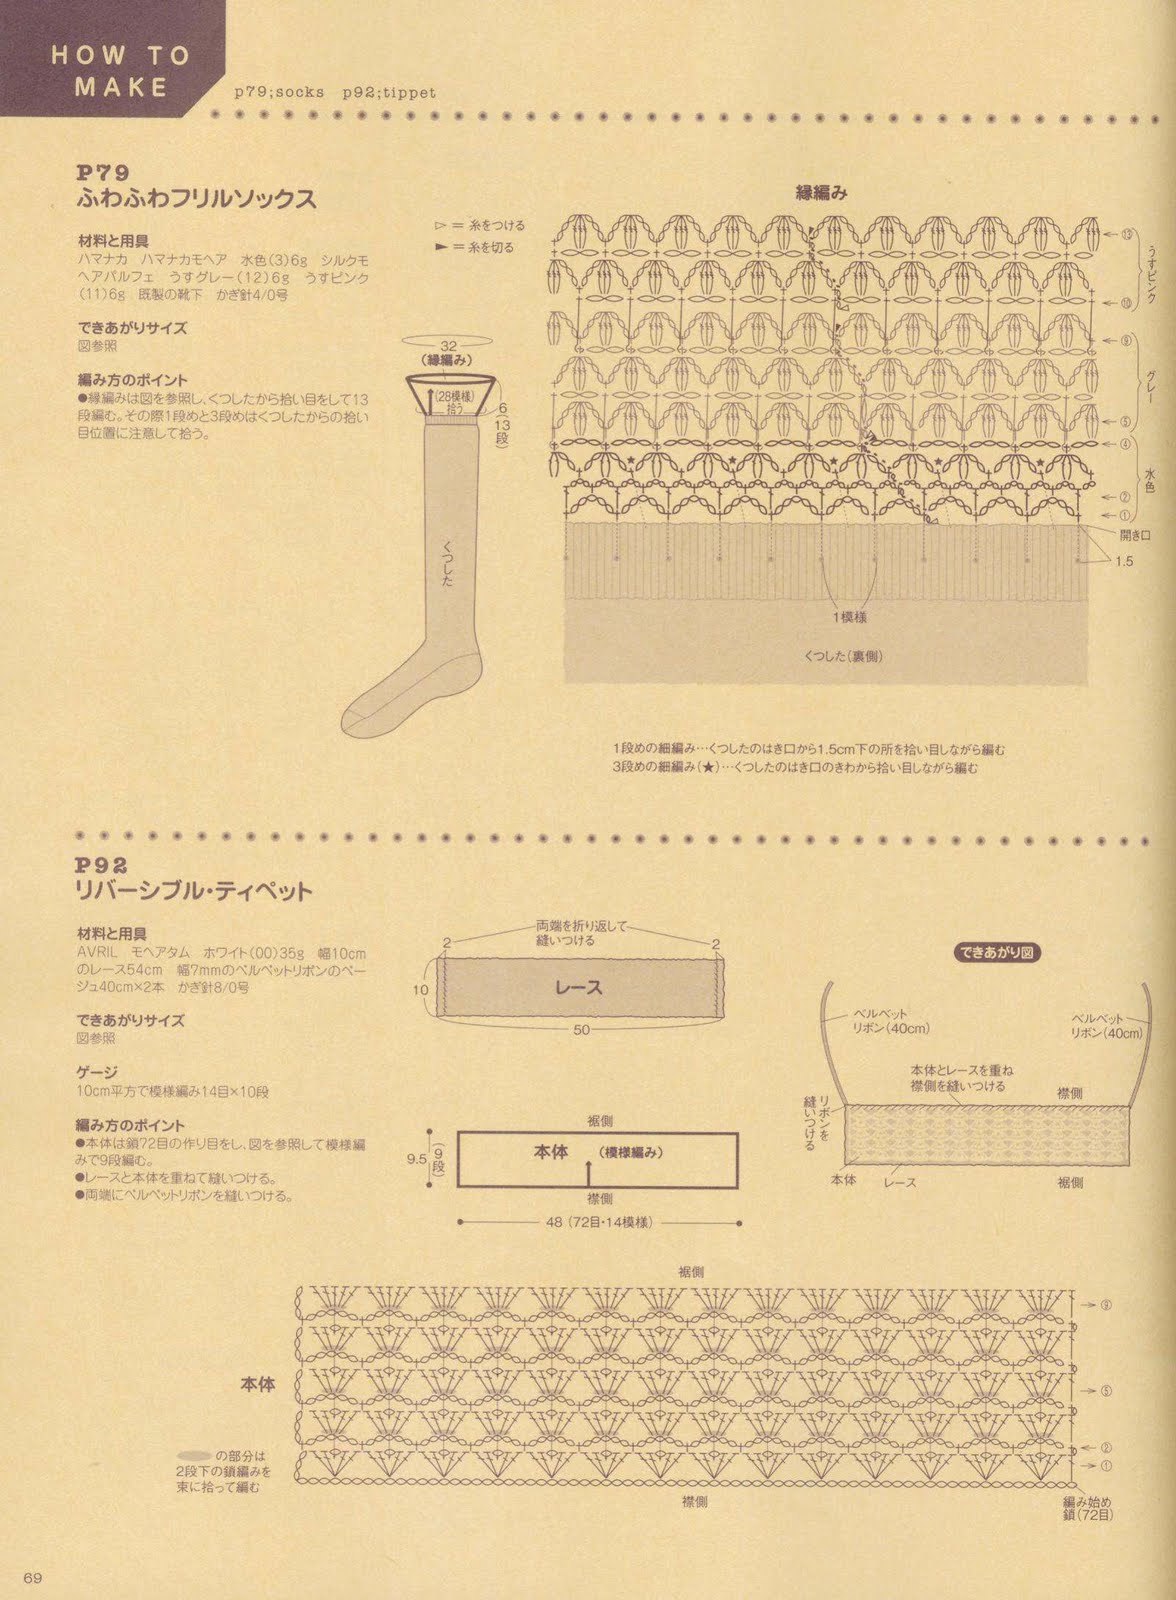 HOW TO
MAKE
p79;socks p92;tippet
P79
ふわふわフリルソックス
材料と用具
ハマナカ ハマナカモヘア 水色(3)6g シルクモ
ヘアパルフェ うすグレー(12)6g うすピンク
(11)6g 既製の靴下 かぎ針4/0号
できあがりサイズ
図参照
編み方のポイント
●縁編みは図を参照し、くつしたから拾い目をして13
段編む。その際1段めと3段めはくつしたからの拾い
目位置に注意して拾う。
▷＝糸をつける
►＝糸を切る
32
(縁編み)
(28模様)
拾う
6
13
段
くつした
縁編み
⑬
⑩
うすピンク
⑨
⑤
グレー
④
②
①
水色
開き口
1.5
1模様
くつした(裏側)
1段めの細編み…くつしたのはき口から1.5cm下の所を拾い目しながら編む
3段めの細編み(★)…くつしたのはき口のきわから拾い目しながら編む
P92
リバーシブル・ティペット
材料と用具
AVRIL モヘアタム ホワイト(00)35g 幅10cm
のレース54cm 幅7mmのベルベットリボンのベー
ジュ40cm×2本 かぎ針8/0号
できあがりサイズ
図参照
ゲージ
10cm平方で模様編み14目×10段
編み方のポイント
●本体は鎖72目の作り目をし、図を参照して模様編
みで9段編む。
●レースと本体を重ねて縫いつける。
●両端にベルベットリボンを縫いつける。
両端を折り返して
縫いつける
2
2
10
レース
50
裾側
9.5
(9段)
本体 (模様編み)
襟側
48 (72目・14模様)
できあがり図
ベルベット
リボン(40cm)
ベルベット
リボン(40cm)
本体とレースを重ね
襟側を縫いつける
襟側
リボンを
縫いつける
本体
レース
裾側
裾側
本体
⑨
⑤
②
①
の部分は
2段下の鎖編みを
束に拾って編む
襟側
編み始め
鎖(72目)
69